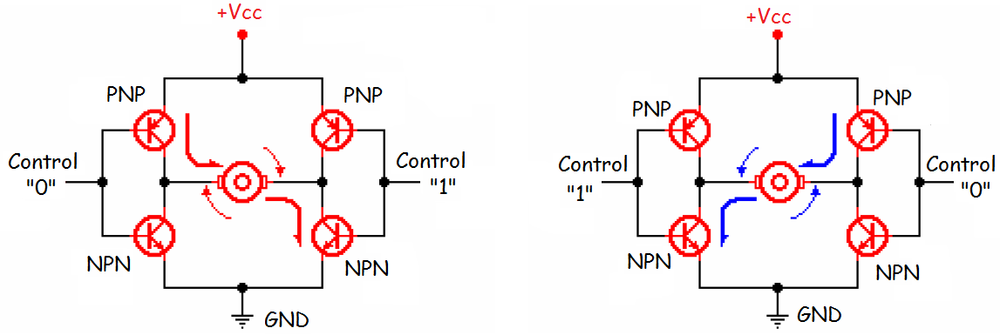 +Vcc
PNP
PNP
Control
"0"
Control
"1"
NPN
NPN
GND
+Vcc
PNP
PNP
Control
"1"
Control
"0"
NPN
NPN
GND